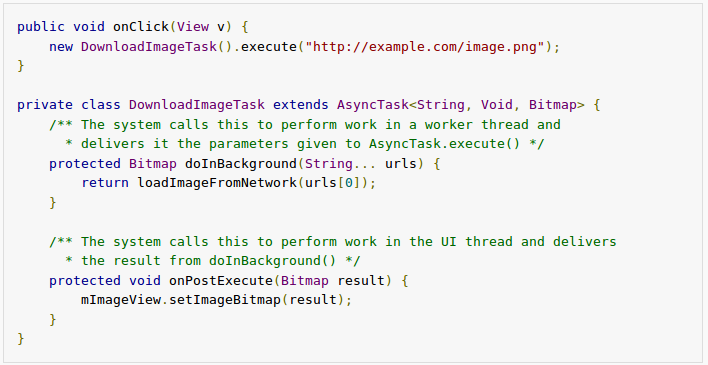 public void onClick(View v) {
    new DownloadImageTask().execute("http://example.com/image.png");
}

private class DownloadImageTask extends AsyncTask<String, Void, Bitmap> {
    /** The system calls this to perform work in a worker thread and
      * delivers it the parameters given to AsyncTask.execute() */
    protected Bitmap doInBackground(String... urls) {
        return loadImageFromNetwork(urls[0]);
    }

    /** The system calls this to perform work in the UI thread and delivers
      * the result from doInBackground() */
    protected void onPostExecute(Bitmap result) {
        mImageView.setImageBitmap(result);
    }
}